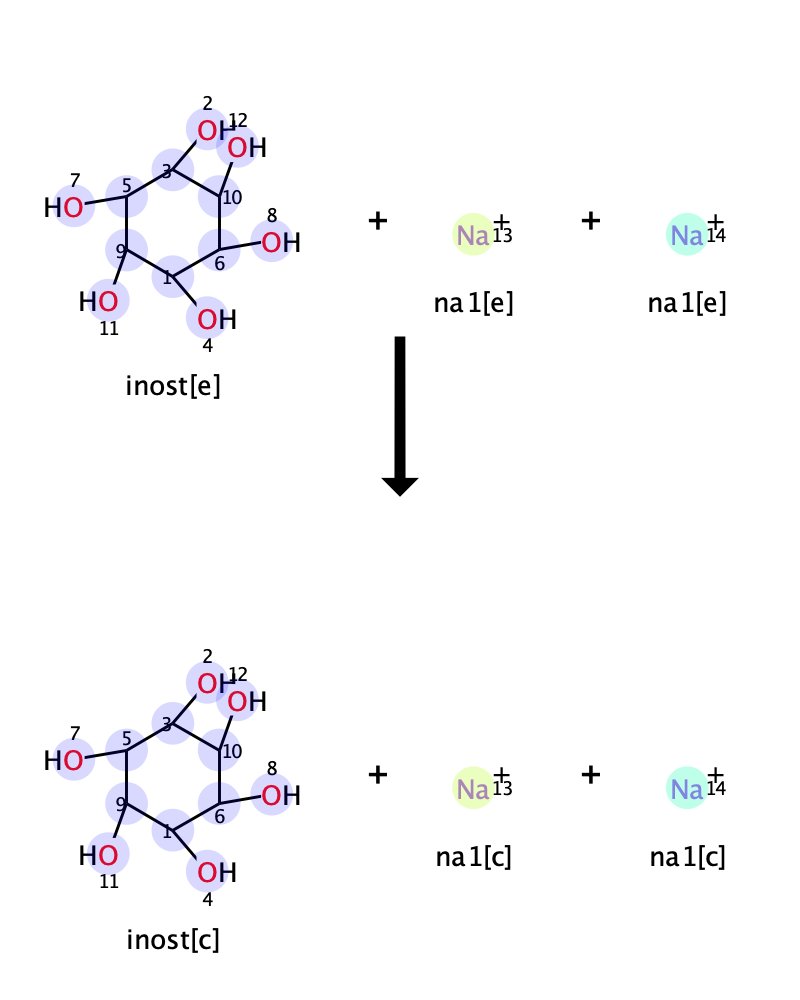 2
OH 12
OH
7
5
3
HO
10
8
OH
9
1
6
HO
OH
11
4
inost[e]
+
Na+
13
na1[e]
+
Na+
14
na1[e]
2
OH 12
OH
7
5
3
HO
10
8
OH
9
1
6
HO
OH
11
4
inost[c]
+
Na+
13
na1[c]
+
Na+
14
na1[c]